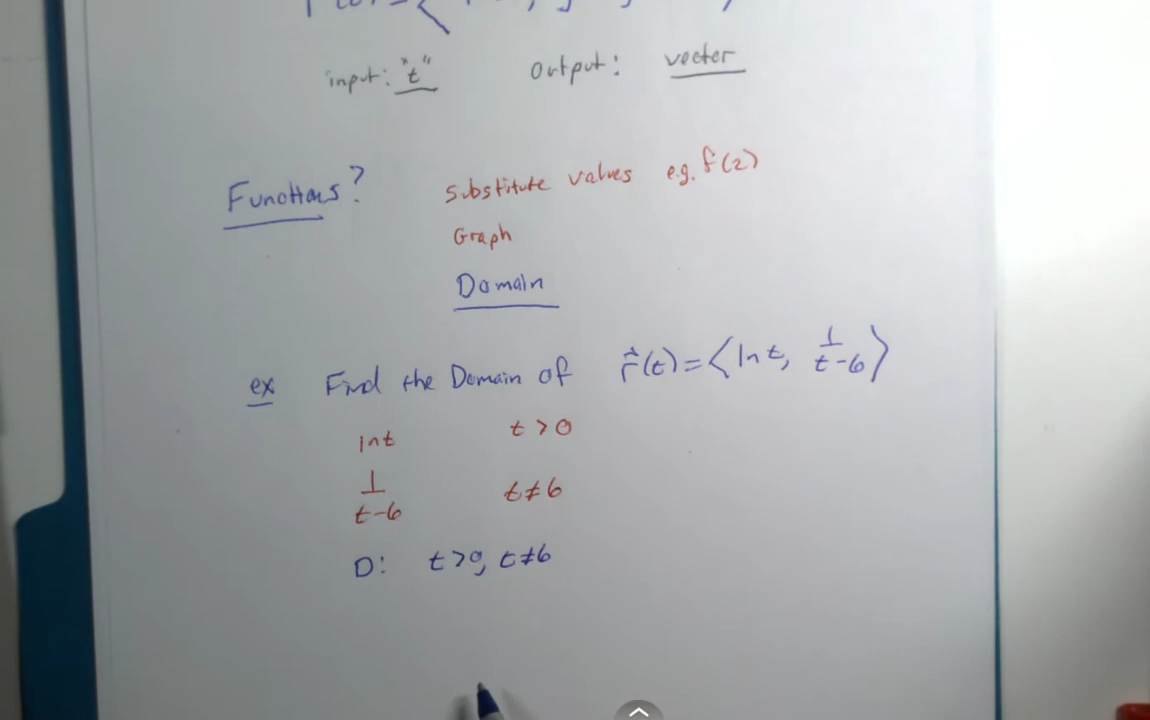 input: "t" output: vector
Functions? Substitute values e.g. f(2)
Graph
Domain
ex Find the Domain of r⃗(t)=⟨ln t, 1/(t-6)⟩
ln t t>0
1/(t-6) t≠6
D: t>0, t≠6